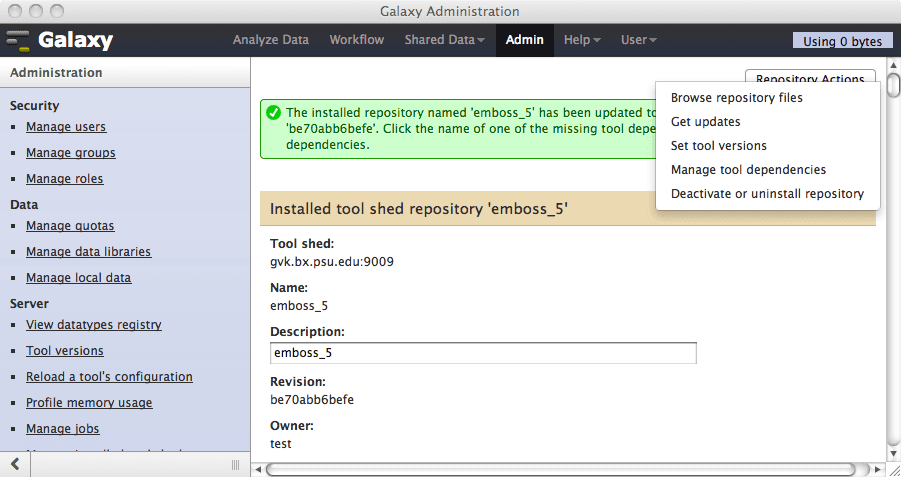 Galaxy Administration
Galaxy
Analyze Data Workflow Shared Data Admin Help User Using 0 bytes
Administration
Security
Manage users
Manage groups
Manage roles
Data
Manage quotas
Manage data libraries
Manage local data
Server
View datatypes registry
Tool versions
Reload a tool's configuration
Profile memory usage
Manage jobs
Repository Actions
Browse repository files
Get updates
Set tool versions
Manage tool dependencies
Deactivate or uninstall repository
The installed repository named 'emboss_5' has been updated to
'be70abb6befe'. Click the name of one of the missing tool
dependencies.
Installed tool shed repository 'emboss_5'
Tool shed:
gvk.bx.psu.edu:9009
Name:
emboss_5
Description:
emboss_5
Revision:
be70abb6befe
Owner:
test